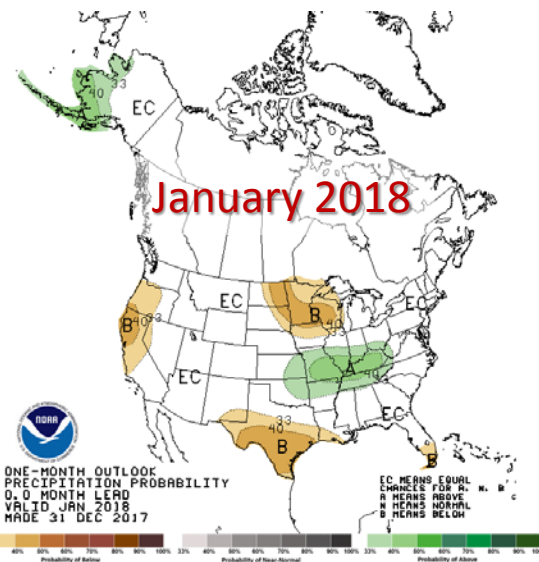 33
40
A
EC
January 2018
EC
B
40
33
B
40
33
EC
EC
A
40
33
40
B
EC
B
NOAA
ONE-MONTH OUTLOOK
PRECIPITATION PROBABILITY
0.0 MONTH LEAD
VALID JAN 2018
MADE 31 DEC 2017
EC MEANS EQUAL
CHANCES FOR A, N, B
A MEANS ABOVE
N MEANS NORMAL
B MEANS BELOW
40% 50% 60% 70% 80% 90% 100%
Probability of Below
33% 40% 50% 60% 70% 80% 90% 100%
Probability of Near-Normal
33% 40% 50% 60% 70% 80% 90% 100%
Probability of Above